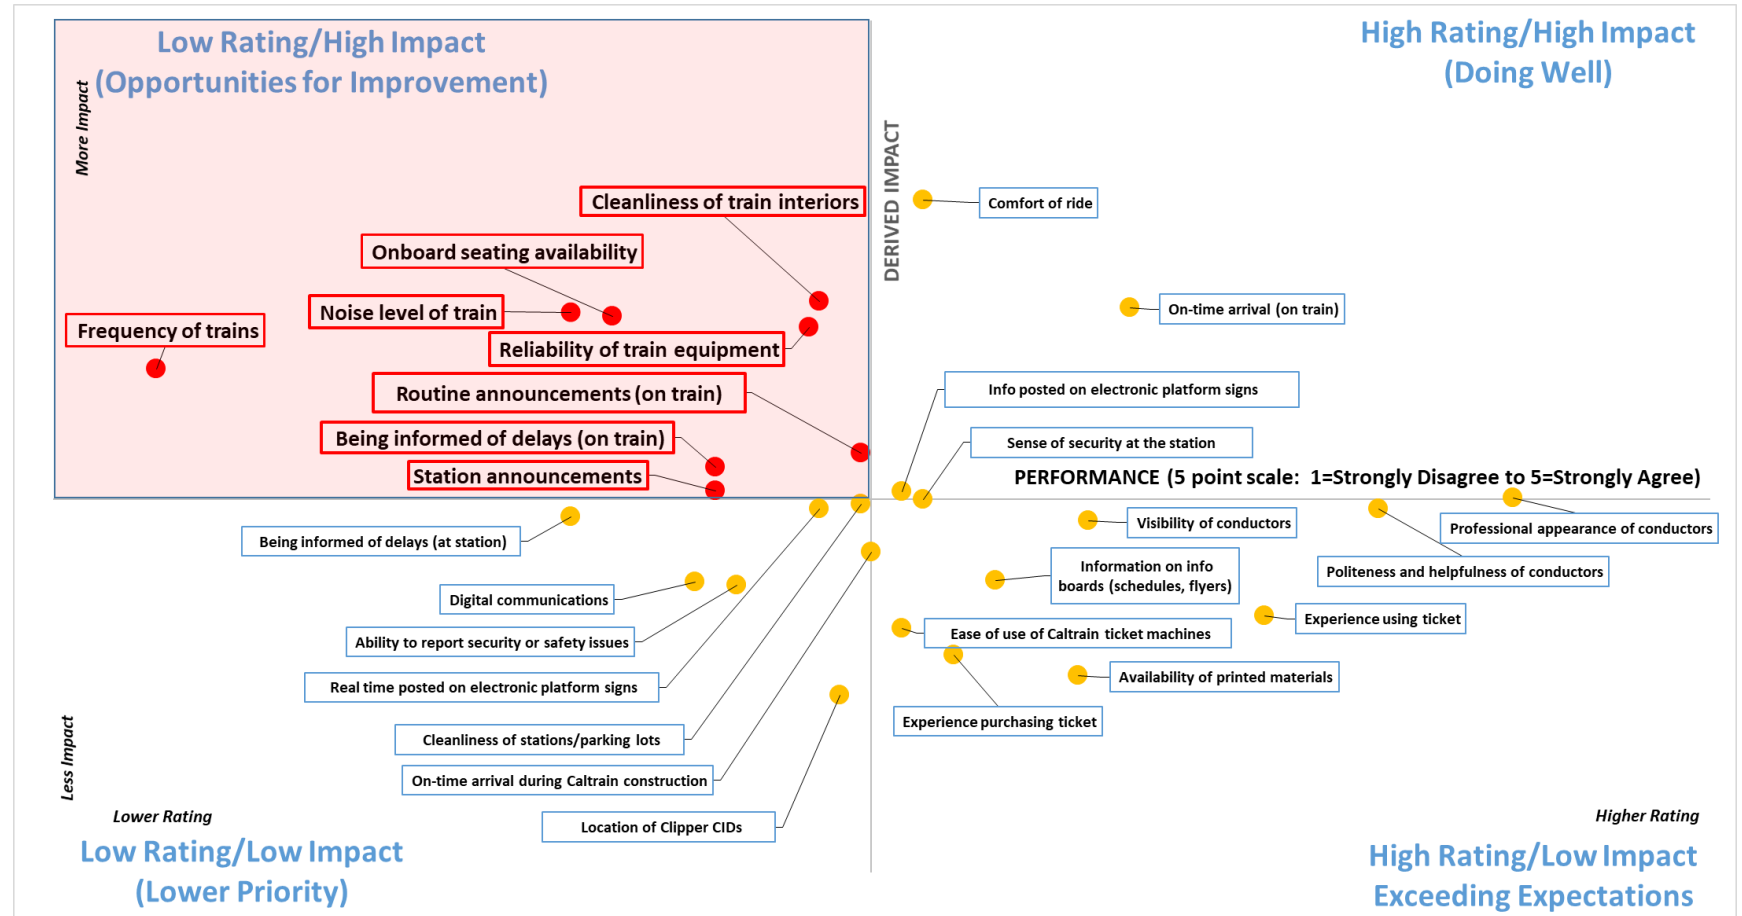 Low Rating/High Impact
(Opportunities for Improvement)
High Rating/High Impact
(Doing Well)
More Impact
DERIVED IMPACT
Cleanliness of train interiors
Comfort of ride
Onboard seating availability
Noise level of train
On-time arrival (on train)
Frequency of trains
Reliability of train equipment
Routine announcements (on train)
Info posted on electronic platform signs
Being informed of delays (on train)
Sense of security at the station
Station announcements
PERFORMANCE (5 point scale:  1=Strongly Disagree to 5=Strongly Agree)
Visibility of conductors
Professional appearance of conductors
Being informed of delays (at station)
Information on info
boards (schedules, flyers)
Politeness and helpfulness of conductors
Digital communications
Experience using ticket
Ability to report security or safety issues
Ease of use of Caltrain ticket machines
Real time posted on electronic platform signs
Availability of printed materials
Experience purchasing ticket
Cleanliness of stations/parking lots
On-time arrival during Caltrain construction
Location of Clipper CIDs
Less Impact
Lower Rating
Higher Rating
Low Rating/Low Impact
(Lower Priority)
High Rating/Low Impact
Exceeding Expectations